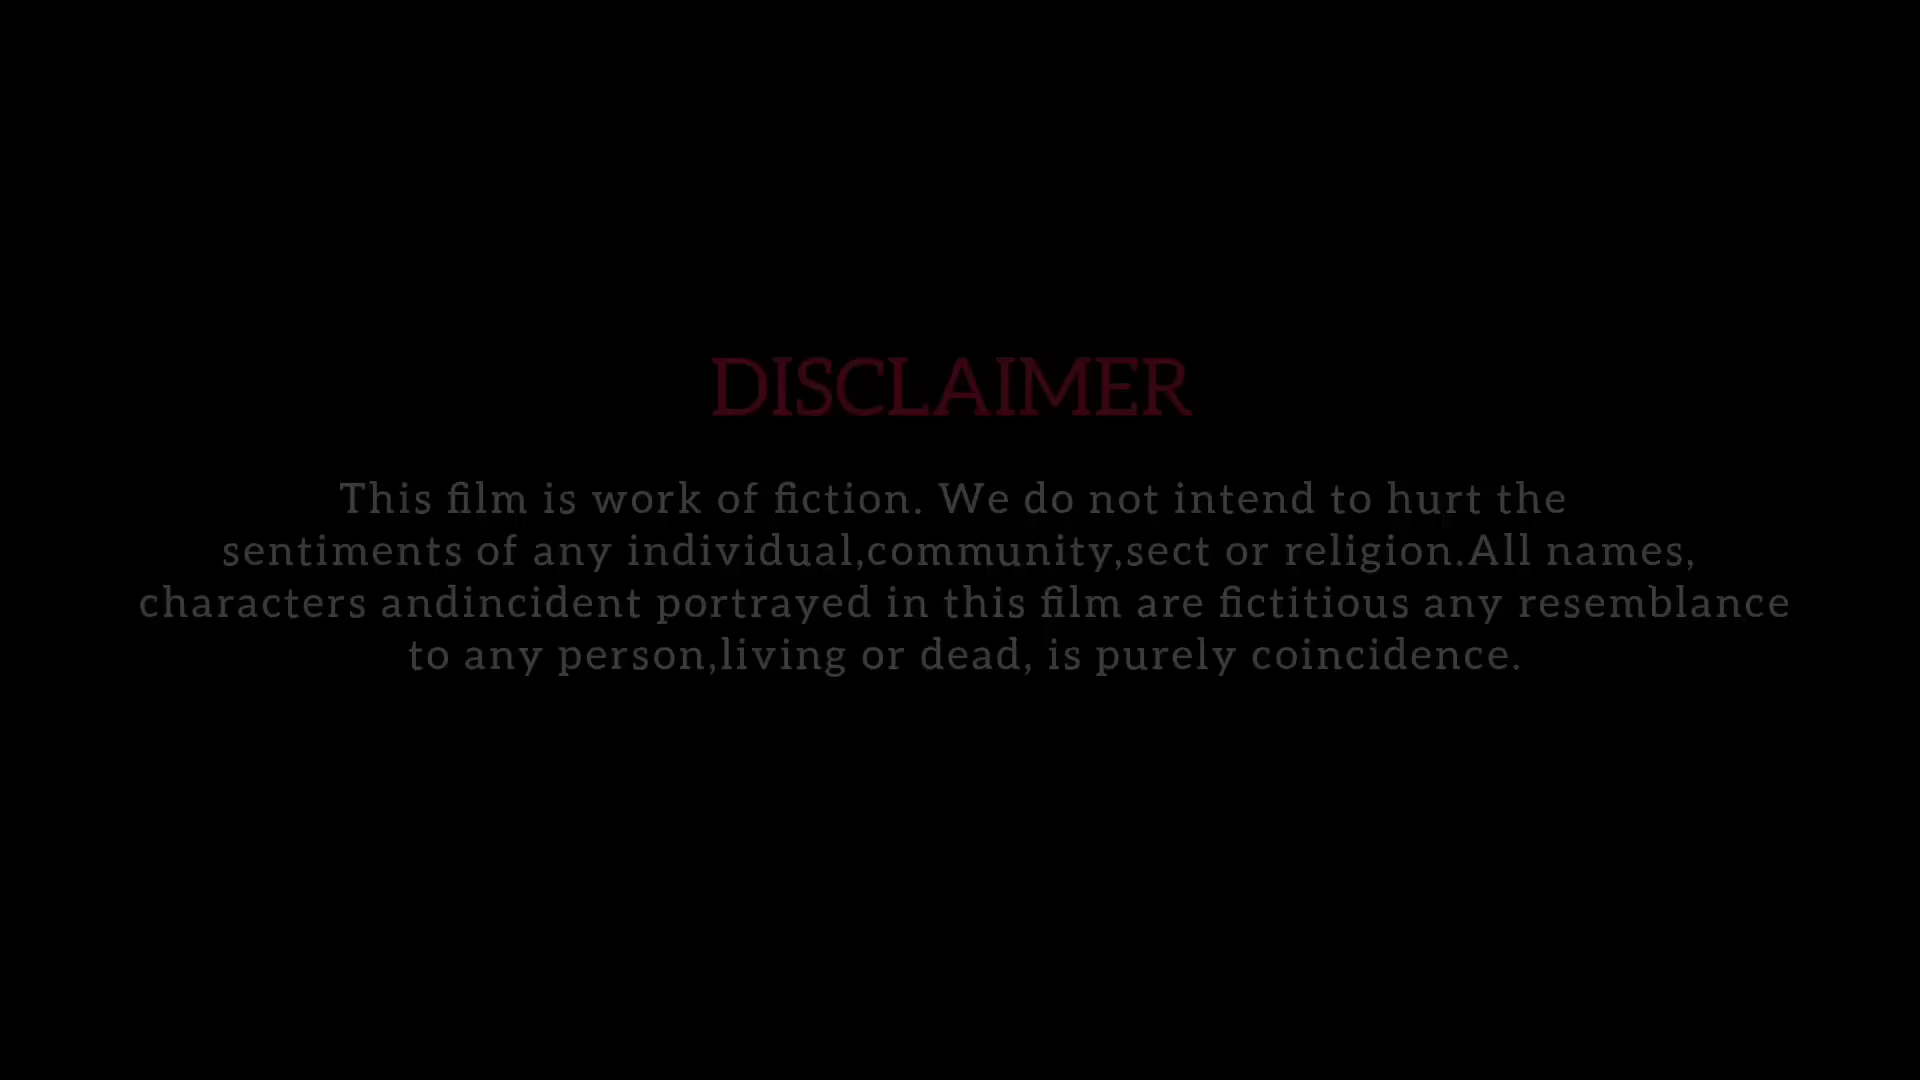 DISCLAIMER
This film is work of fiction. We do not intend to hurt the
sentiments of any individual,community,sect or religion.All names,
characters andincident portrayed in this film are fictitious any resemblance
to any person,living or dead, is purely coincidence.